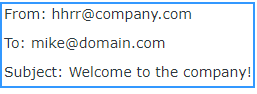 From: hhrr@company.com
To: mike@domain.com
Subject: Welcome to the company!